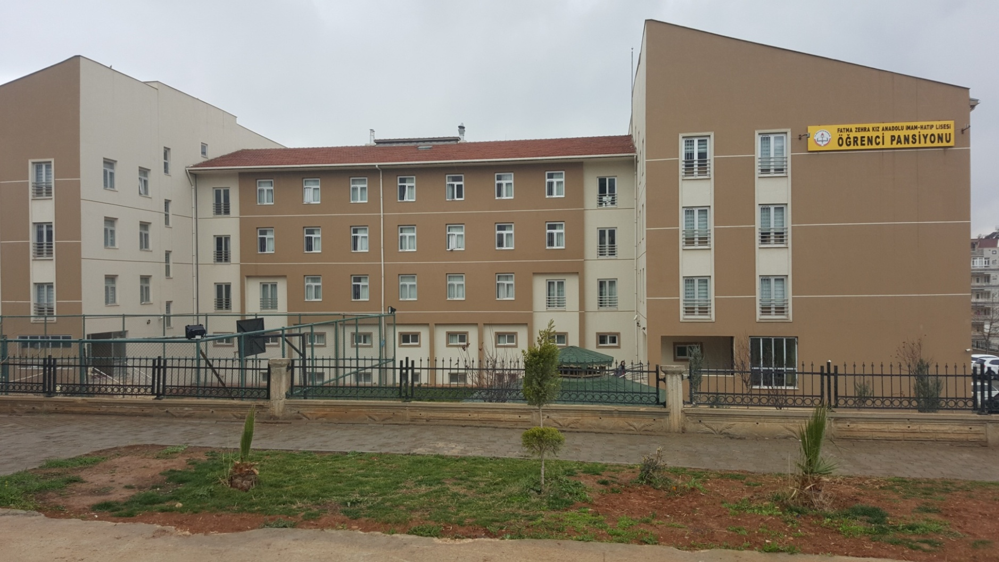 FATMA ZEHRA KIZ ANADOLU İMAM-HATİP LİSESİ
ÖĞRENCİ PANSİYONU